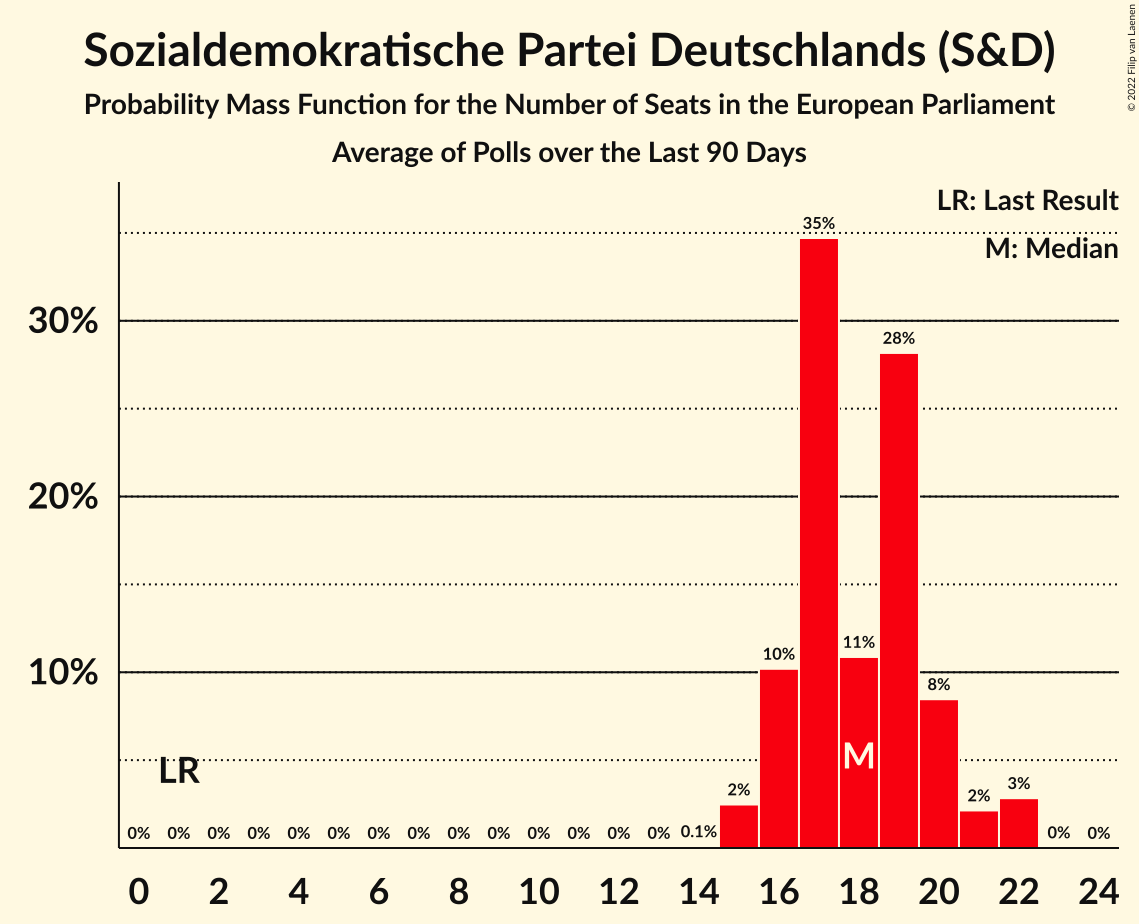 Sozialdemokratische Partei Deutschlands (S&D)
Probability Mass Function for the Number of Seats in the European Parliament
Average of Polls over the Last 90 Days
© 2022 Filip van Laenen
LR: Last Result
M: Median
35%
30%
28%
20%
11%
10%
10%
8%
M
LR
2%
3%
2%
0% 0% 0% 0% 0% 0% 0% 0% 0% 0% 0% 0% 0% 0% 0.1% 0% 0%
0 2 4 6 8 10 12 14 16 18 20 22 24